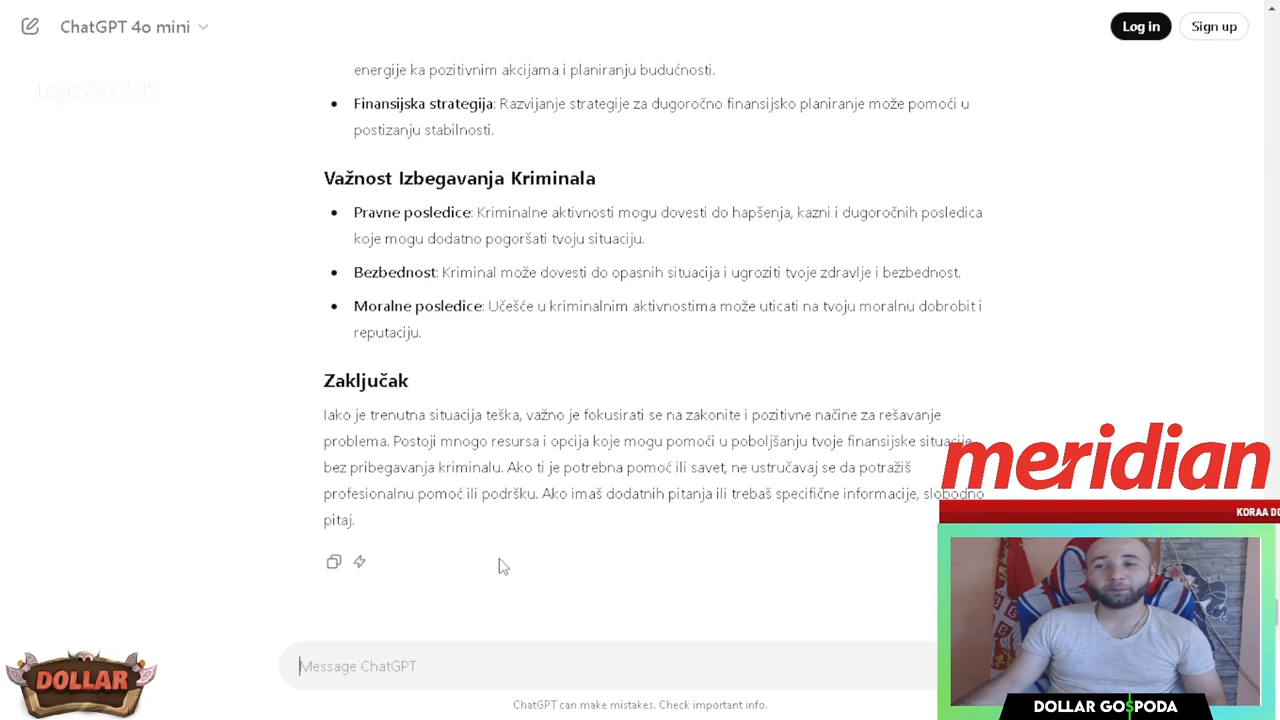 ChatGPT 4o mini
Log in
Sign up
energije ka pozitivnim akcijama i planiranju budućnosti.
Finansijska strategija: Razvijanje strategije za dugoročno finansijsko planiranje može pomoći u
postizanju stabilnosti.
Važnost Izbegavanja Kriminala
Pravne posledice: Kriminalne aktivnosti mogu dovesti do hapšenja, kazni i dugoročnih posledica
koje mogu dodatno pogoršati tvoju situaciju.
Bezbednost: Kriminal može dovesti do opasnih situacija i ugroziti tvoje zdravlje i bezbednost.
Moralne posledice: Učešće u kriminalnim aktivnostima može uticati na tvoju moralnu dobrobit i
reputaciju.
Zaključak
Iako je trenutna situacija teška, važno je fokusirati se na zakonite i pozitivne načine za rešavanje
problema. Postoji mnogo resursa i opcija koje mogu pomoći u poboljšanju tvoje finansijske situacije
bez pribegavanja kriminalu. Ako ti je potrebna pomoć ili savet, ne ustručavaj se da potražiš
profesionalnu pomoć ili podršku. Ako imaš dodatnih pitanja ili trebaš specifične informacije, slobodno
pitaj.
meridian
KORAA
Message ChatGPT
ChatGPT can make mistakes. Check important info.
DOLLAR
DOLLAR GO$PODA